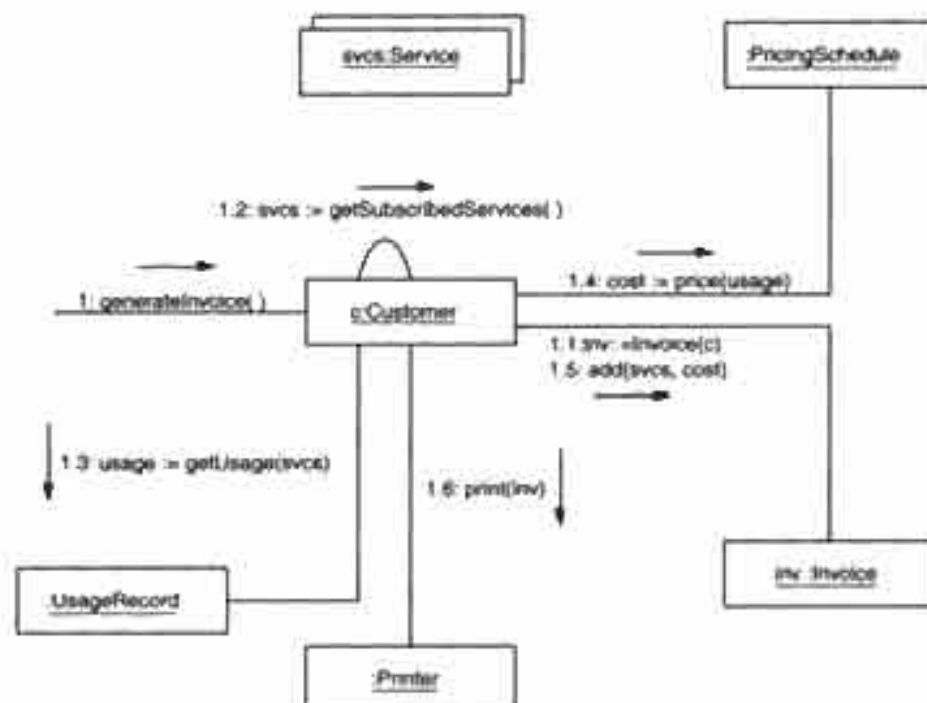 svcs:Service
:PricingSchedule
1.2: svcs := getSubscribedServices( )
1: generateInvoice( )
c:Customer
1.4: cost := price(usage)
1.1:inv: =Invoice(c)
1.5: add(svcs, cost)
1.3: usage := getUsage(svcs)
1.6: print(inv)
:UsageRecord
inv :Invoice
:Printer